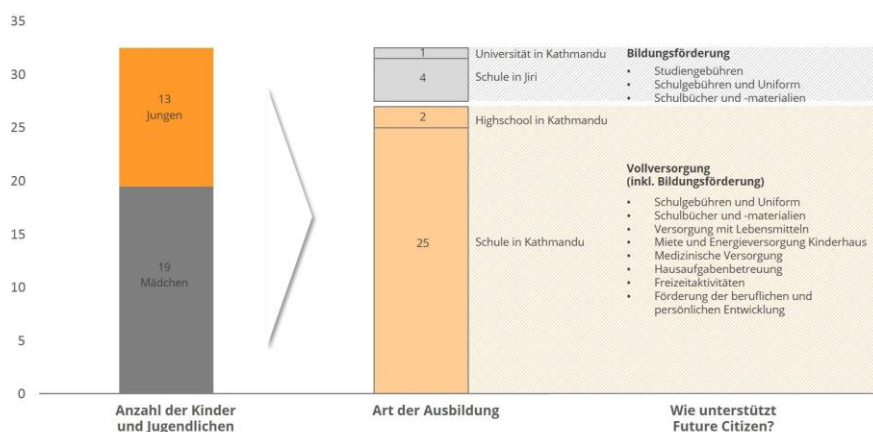 35
30
25
20
15
10
5
0
13
Jungen
19
Mädchen
Anzahl der Kinder
und Jugendlichen
1
4
2
25
Art der Ausbildung
Universität in Kathmandu
Schule in Jiri
Highschool in Kathmandu
Schule in Kathmandu
Bildungsförderung
• Studiengebühren
• Schulgebühren und Uniform
• Schulbücher und -materialien
Vollversorgung
(inkl. Bildungsförderung)
• Schulgebühren und Uniform
• Schulbücher und -materialien
• Versorgung mit Lebensmitteln
• Miete und Energieversorgung Kinderhaus
• Medizinische Versorgung
• Hausaufgabenbetreuung
• Freizeitaktivitäten
• Förderung der beruflichen und
persönlichen Entwicklung
Wie unterstützt
Future Citizen?